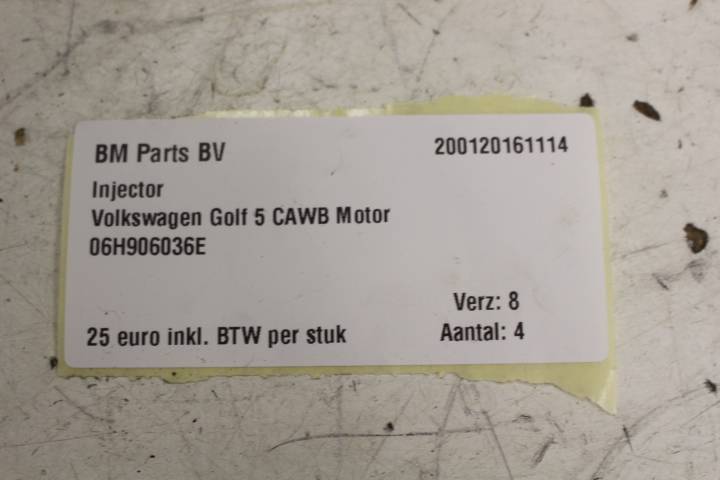 BM Parts BV 200120161114
Injector
Volkswagen Golf 5 CAWB Motor
06H906036E
Verz: 8
25 euro inkl. BTW per stuk Aantal: 4